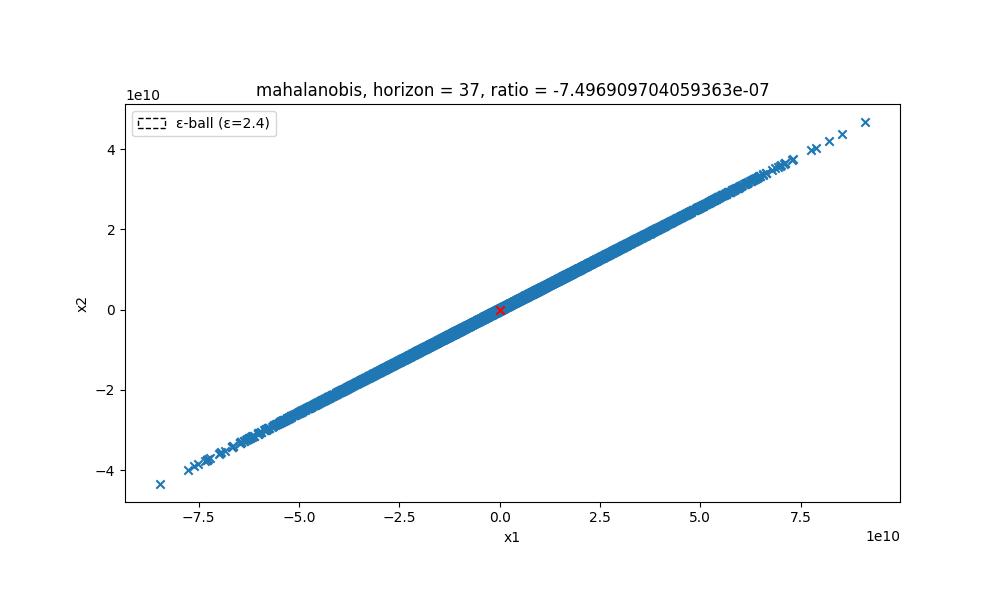 mahalanobis, horizon = 37, ratio = -7.496909704059363e-07
1e10
ε-ball (ε=2.4)
4
2
0
−2
−4
x2
−7.5 −5.0 −2.5 0.0 2.5 5.0 7.5
x1
1e10